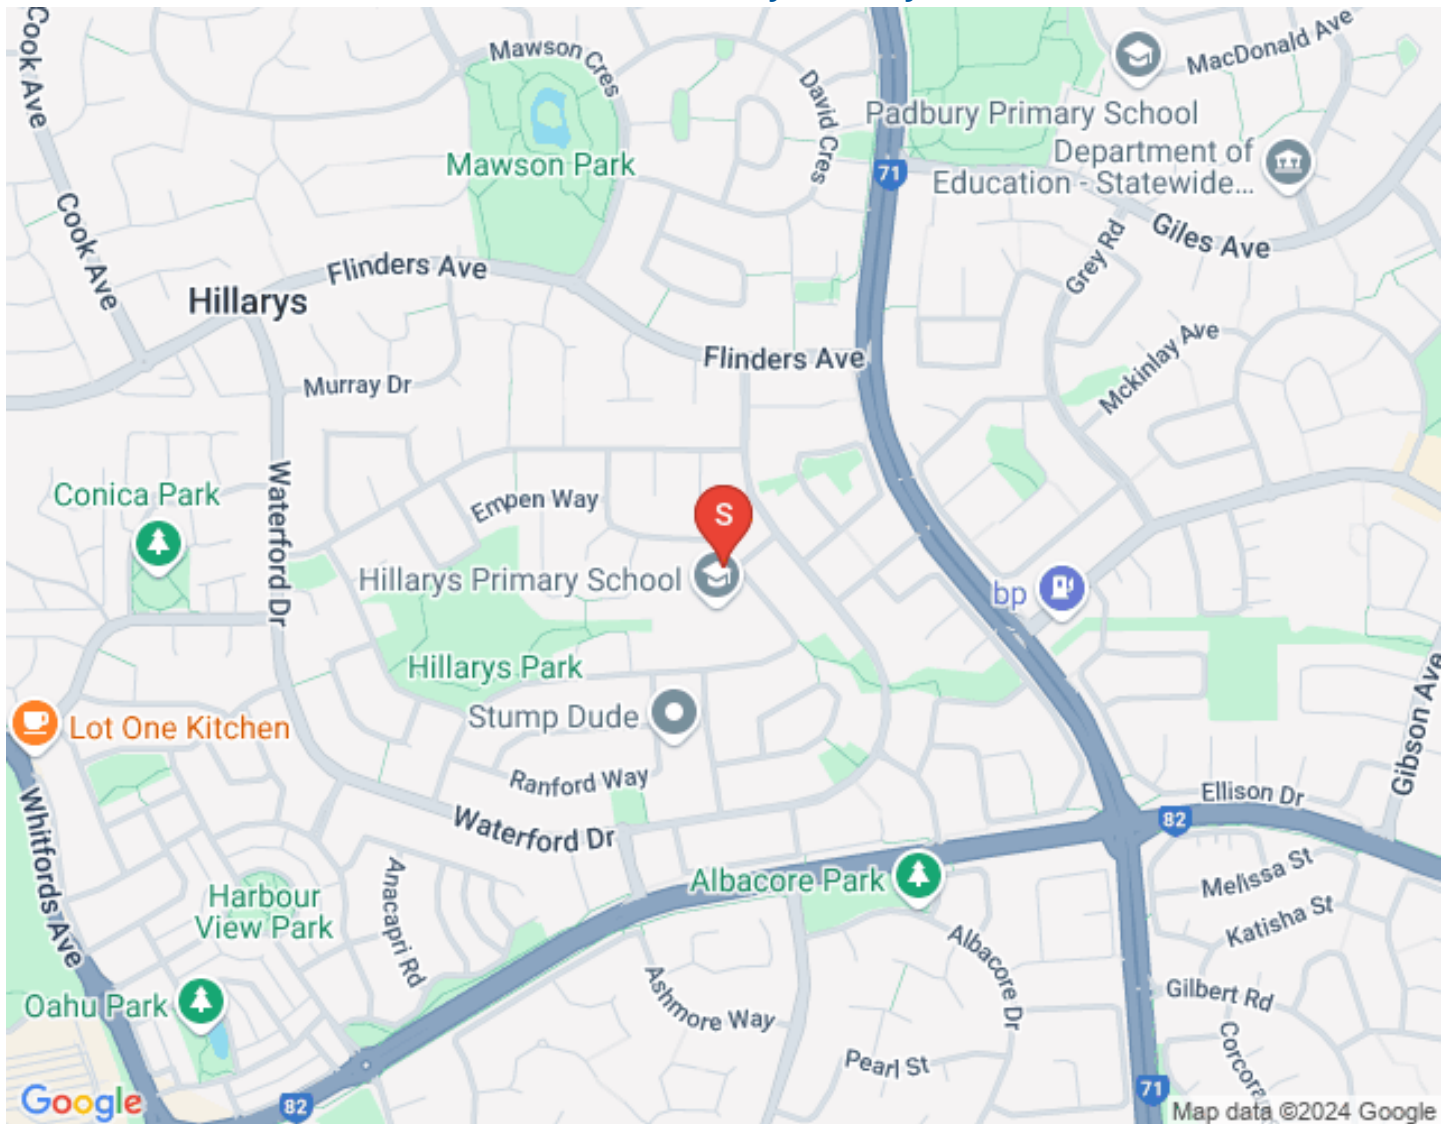 Cook Ave
Mawson Cres
David Cres
MacDonald Ave
Padbury Primary School
Department of
Education - Statewide...
71
Mawson Park
Cook Ave
Flinders Ave
Hillarys
Grey Rd
Giles Ave
Flinders Ave
Mckinlay Ave
Murray Dr
Conica Park
Waterford Dr
Empen Way
S
Hillarys Primary School
bp
Hillarys Park
Gibson Ave
Stump Dude
Lot One Kitchen
Ranford Way
Ellison Dr
Whitfords Ave
Waterford Dr
82
Anacapri Rd
Albacore Park
Melissa St
Harbour
View Park
Katisha St
Albacore Dr
Oahu Park
Ashmore Way
Gilbert Rd
Pearl St
Corcora
Google
82
71
Map data ©2024 Google